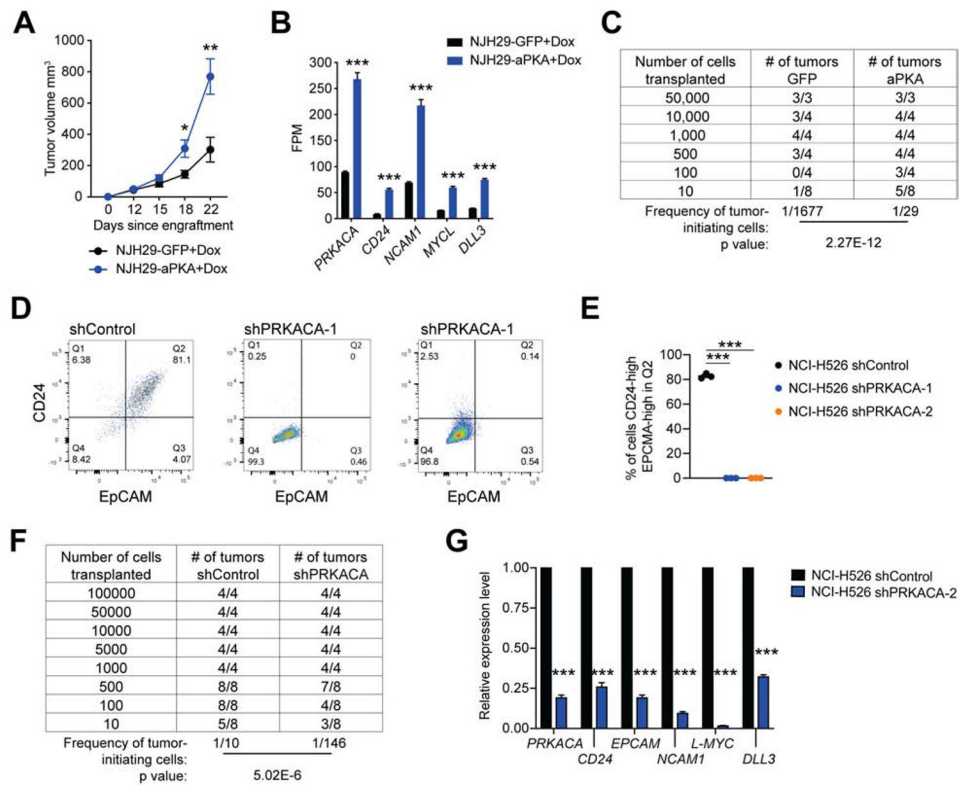 A
Tumor volume mm³
1000
800
600
400
200
0
0 12 15 18 22
* **
Days since engraftment
NJH29-GFP+Dox
NJH29-aPKA+Dox
B
NJH29-GFP+Dox
NJH29-aPKA+Dox
FPM
300
250
200
150
100
50
0
*** *** *** *** ***
PRKACA CD24 NCAM1 MYCL DLL3
C
Number of cells transplanted # of tumors GFP # of tumors aPKA
50,000 3/3 3/3
10,000 3/4 4/4
1,000 4/4 4/4
500 3/4 4/4
100 0/4 3/4
10 1/8 5/8
Frequency of tumor-initiating cells: 1/1677 1/29
p value: 2.27E-12
D
CD24
shControl
Q1
6.38
Q2
81.1
Q4
8.42
Q3
4.07
EpCAM
shPRKACA-1
Q1
0.25
Q2
0
Q4
99.3
Q3
0.46
EpCAM
shPRKACA-1
Q1
2.53
Q2
0.14
Q4
96.8
Q3
0.54
EpCAM
E
% of cells CD24-high
EPCMA-high in Q2
100
80
60
40
20
0
***
***
NCI-H526 shControl
NCI-H526 shPRKACA-1
NCI-H526 shPRKACA-2
F
Number of cells transplanted # of tumors shControl # of tumors shPRKACA
100000 4/4 4/4
50000 4/4 4/4
10000 4/4 4/4
5000 4/4 4/4
1000 4/4 4/4
500 8/8 7/8
100 8/8 4/8
10 5/8 3/8
Frequency of tumor-initiating cells: 1/10 1/146
p value: 5.02E-6
G
Relative expression level
1.00
0.75
0.50
0.25
0.00
*** *** *** *** *** ***
PRKACA EPCAM L-MYC
CD24 NCAM1 DLL3
NCI-H526 shControl
NCI-H526 shPRKACA-2